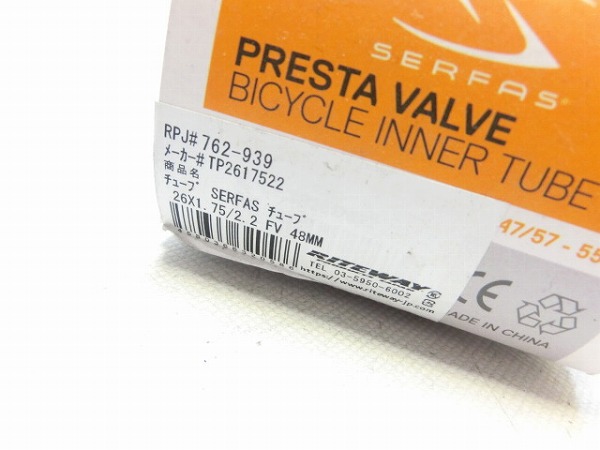 SERFAS
PRESTA VALVE
BICYCLE INNER TUBE
47/57 - 55
CE
MADE IN CHINA
RPJ# 762-939
メーカー# TP2617522
商品名
チューブ SERFAS チューブ
26X1.75/2.2 FV 48MM
RITEWAY
TEL 03-5950-6002
https://www.riteway-jp.com/